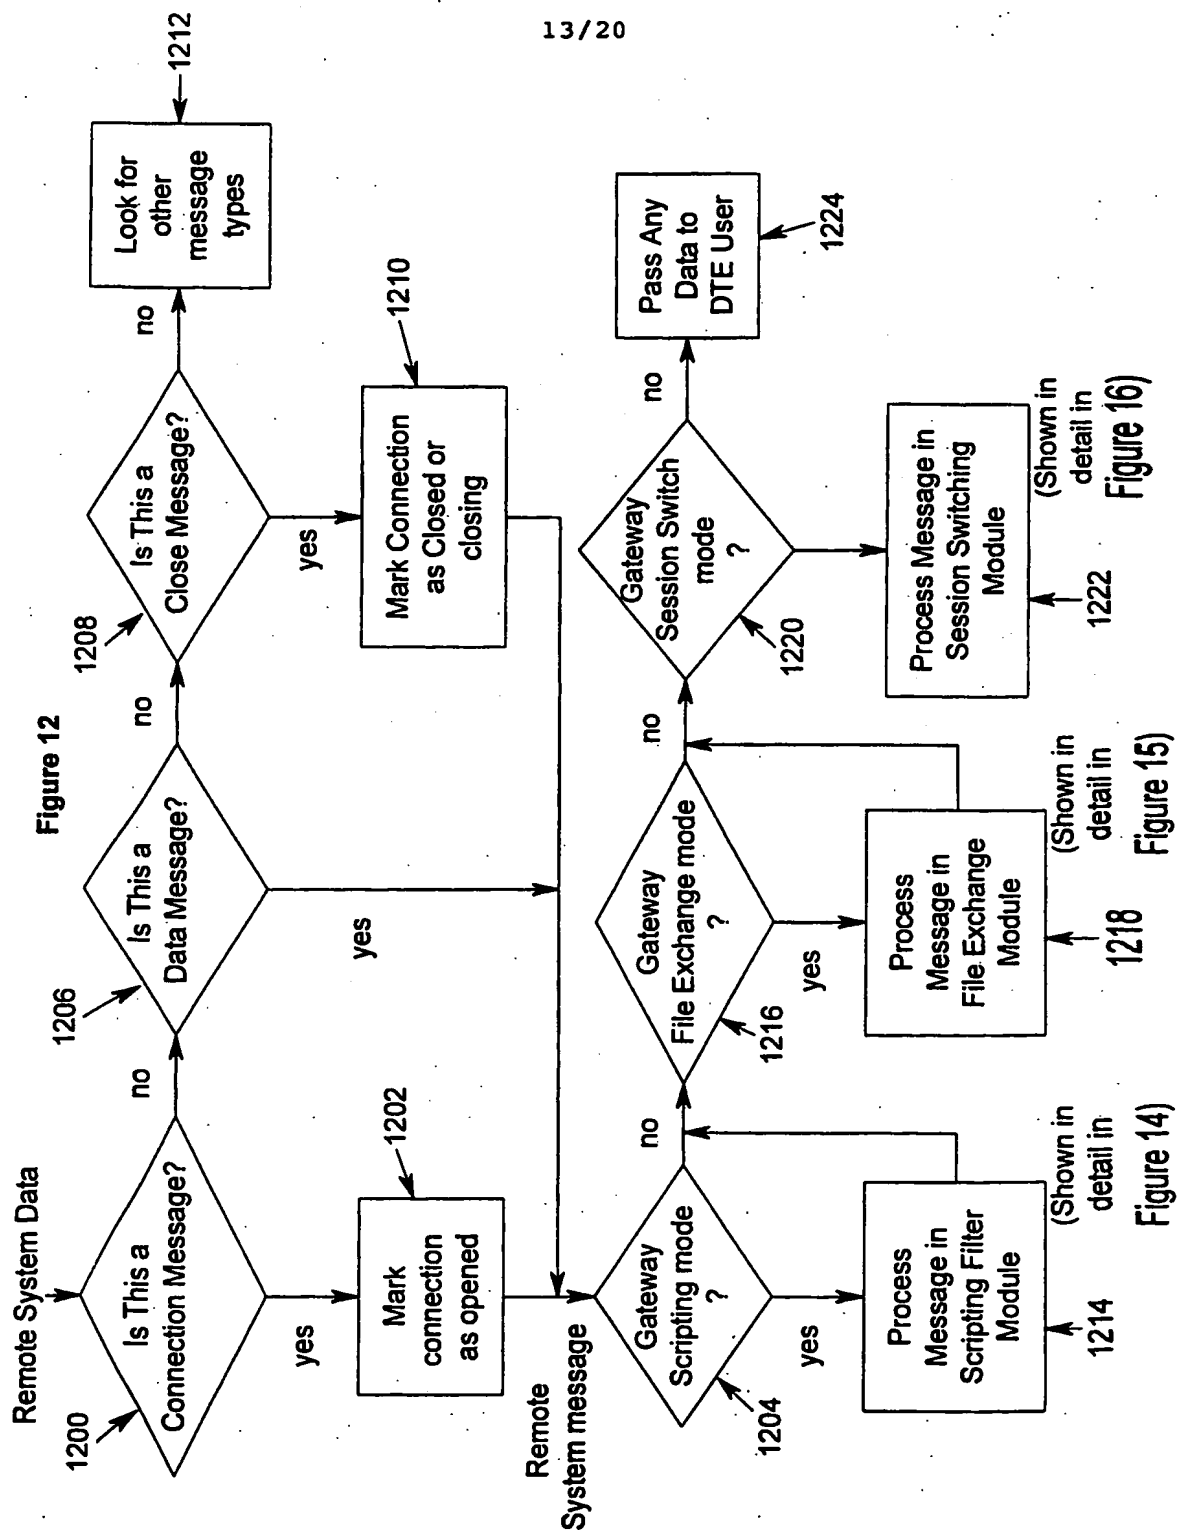 13/20
Figure 12
Remote System Data
1200
Is This a
Connection Message?
no
yes
1202
Mark
connection
as opened
1206
Is This a
Data Message?
no
yes
1208
Is This a
Close Message?
no
yes
1210
Mark Connection
as Closed or
closing
1212
Look for
other
message
types
Remote
System message
1204
Gateway
Scripting mode
?
no
yes
Process
Message in
Scripting Filter
Module
1214
(Shown in
detail in
Figure 14)
1216
Gateway
File Exchange mode
?
no
yes
Process
Message in
File Exchange
Module
1218
(Shown in
detail in
Figure 15)
1220
Gateway
Session Switch
mode
?
no
Process Message in
Session Switching
Module
1222
(Shown in
detail in
Figure 16)
Pass Any
Data to
DTE User
1224